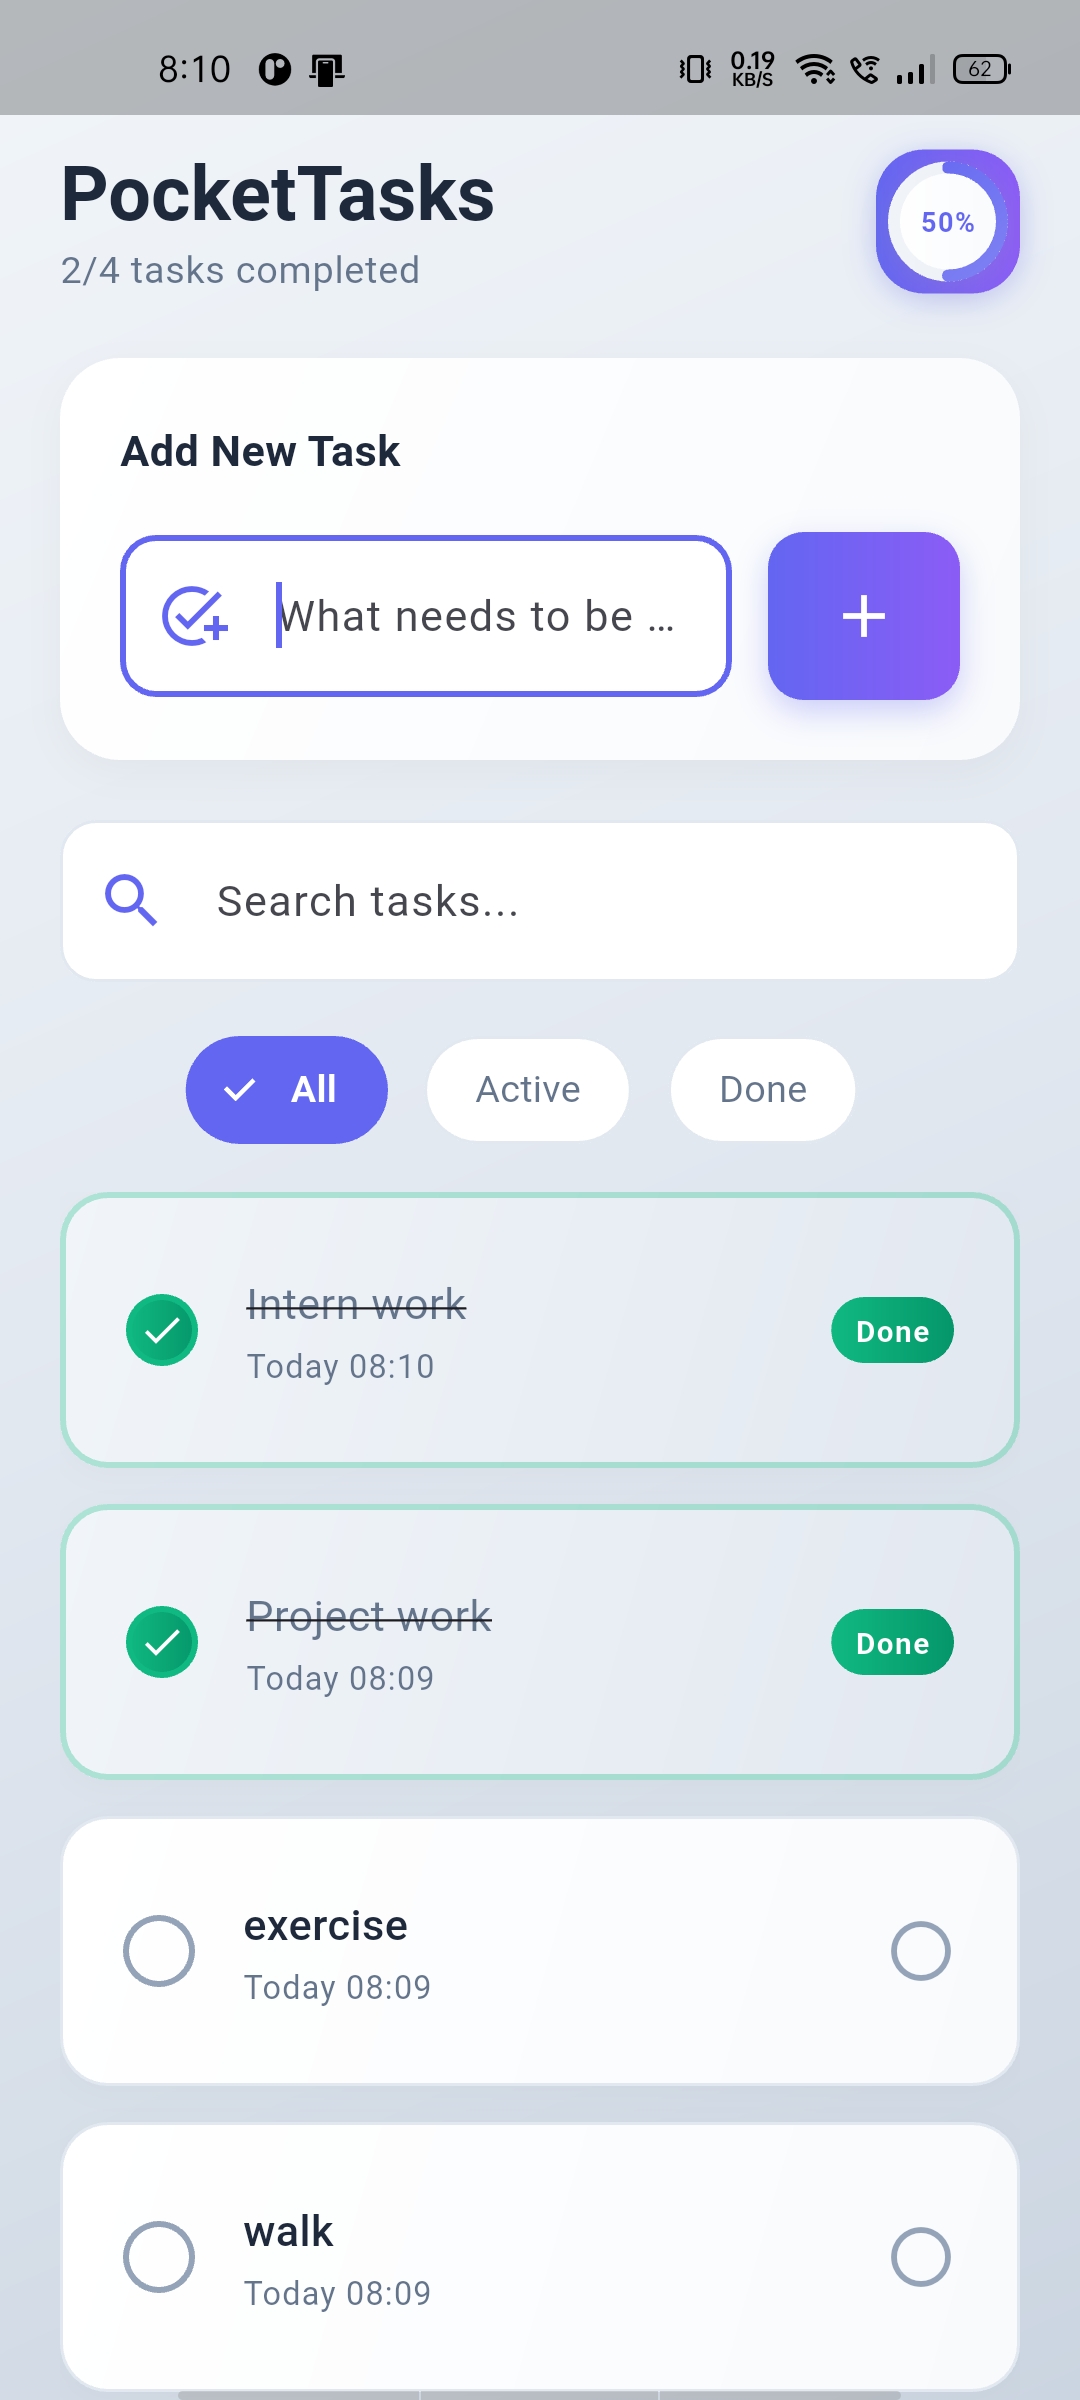 8:10
0.19
KB/S
62
PocketTasks
2/4 tasks completed
50%
Add New Task
What needs to be ...
Search tasks...
All
Active
Done
Intern work
Today 08:10
Done
Project work
Today 08:09
Done
exercise
Today 08:09
walk
Today 08:09